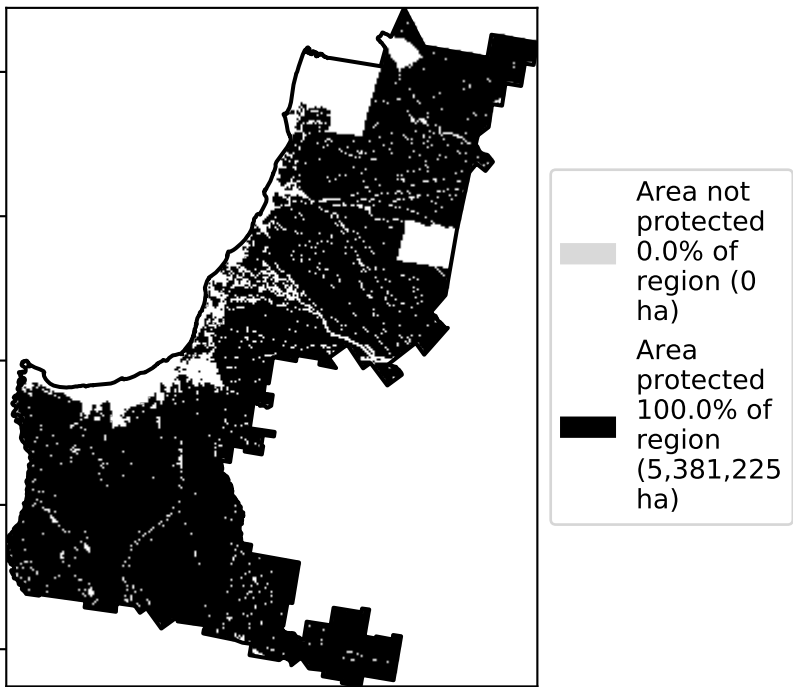 Area not
protected
0.0% of
region (0
ha)
Area
protected
100.0% of
region
(5,381,225
ha)